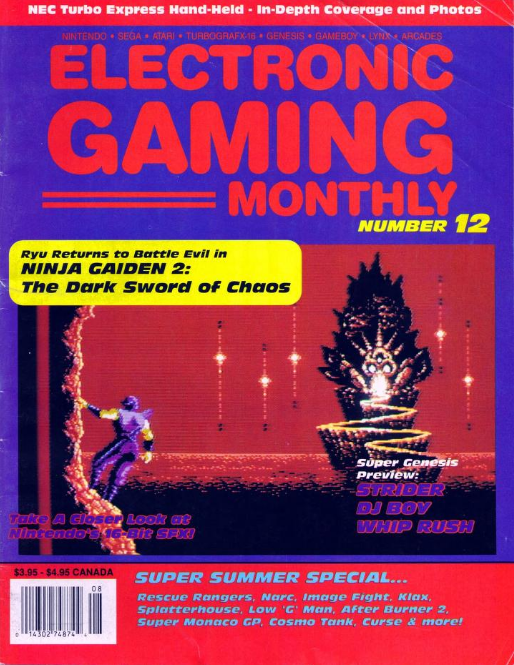 NEC Turbo Express Hand-Held - In-Depth Coverage and Photos
NINTENDO • SEGA • ATARI • TURBOGRAFX-16 • GENESIS • GAMEBOY • LYNX • ARCADES
ELECTRONIC
GAMING
MONTHLY
NUMBER 12
Ryu Returns to Battle Evil in
NINJA GAIDEN 2:
The Dark Sword of Chaos
Super Genesis
Preview:
STRIDER
DJ BOY
WHIP RUSH
Take A Closer Look at
Nintendo's 16-Bit SFX!
$3.95 - $4.95 CANADA
08
0 14302 74874 4
SUPER SUMMER SPECIAL...
Rescue Rangers, Narc, Image Fight, Klax,
Splatterhouse, Low 'G' Man, After Burner 2,
Super Monaco GP, Cosmo Tank, Curse & more!